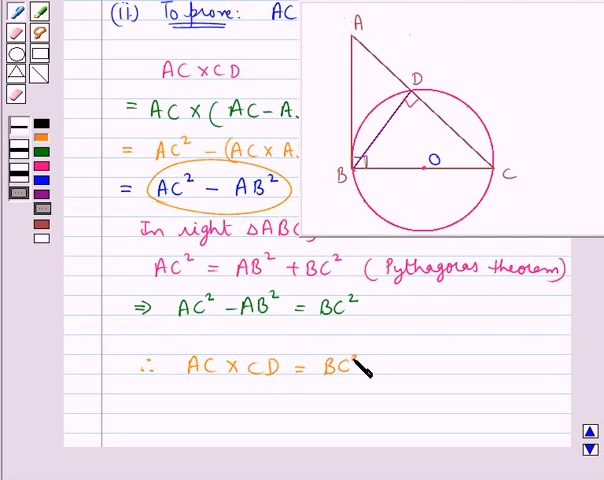 (ii) To prove: AC
AC × CD
= AC × (AC - A
= AC² - (AC × A
= AC² - AB²
In right ΔABC
AC² = AB² + BC² (Pythagoras theorem)
⇒ AC² - AB² = BC²
∴ AC × CD = BC²
A
D
B
O
C